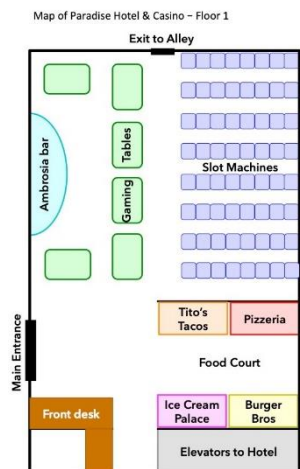 Map of Paradise Hotel & Casino – Floor 1
Exit to Alley
Ambrosia bar
Tables
Gaming
Slot Machines
Main Entrance
Tito's
Tacos
Pizzeria
Food Court
Front desk
Ice Cream
Palace
Burger
Bros
Elevators to Hotel